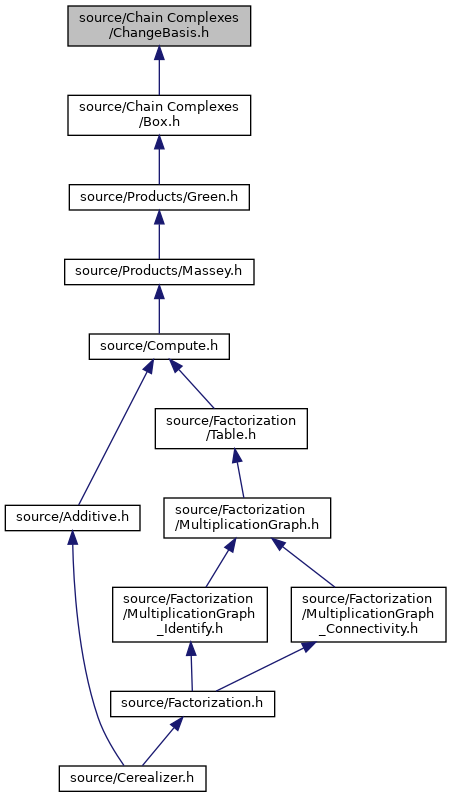 source/Chain Complexes
/ChangeBasis.h
source/Chain Complexes
/Box.h
source/Products/Green.h
source/Products/Massey.h
source/Compute.h
source/Factorization
/Table.h
source/Additive.h
source/Factorization
/MultiplicationGraph.h
source/Factorization
/MultiplicationGraph
_Identify.h
source/Factorization
/MultiplicationGraph
_Connectivity.h
source/Factorization.h
source/Cerealizer.h